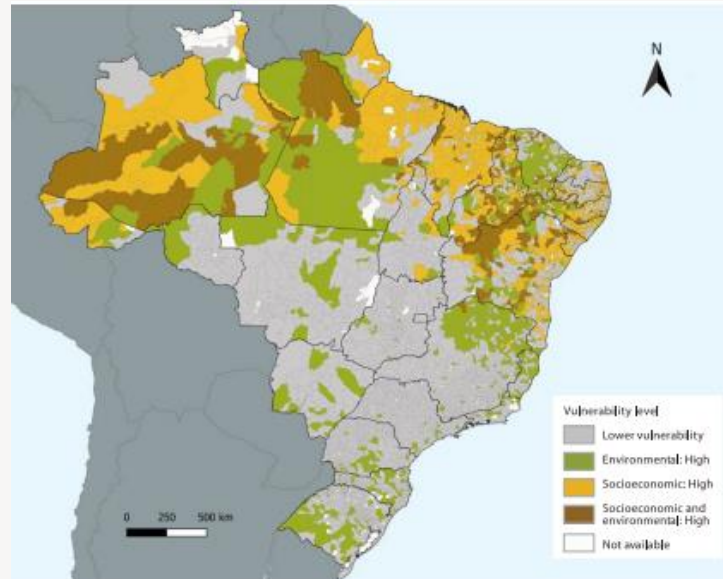 N
Vulnerability level
Lower vulnerability
Environmental: High
Socioeconomic: High
Socioeconomic and
environmental: High
Not available
0 250 500 km